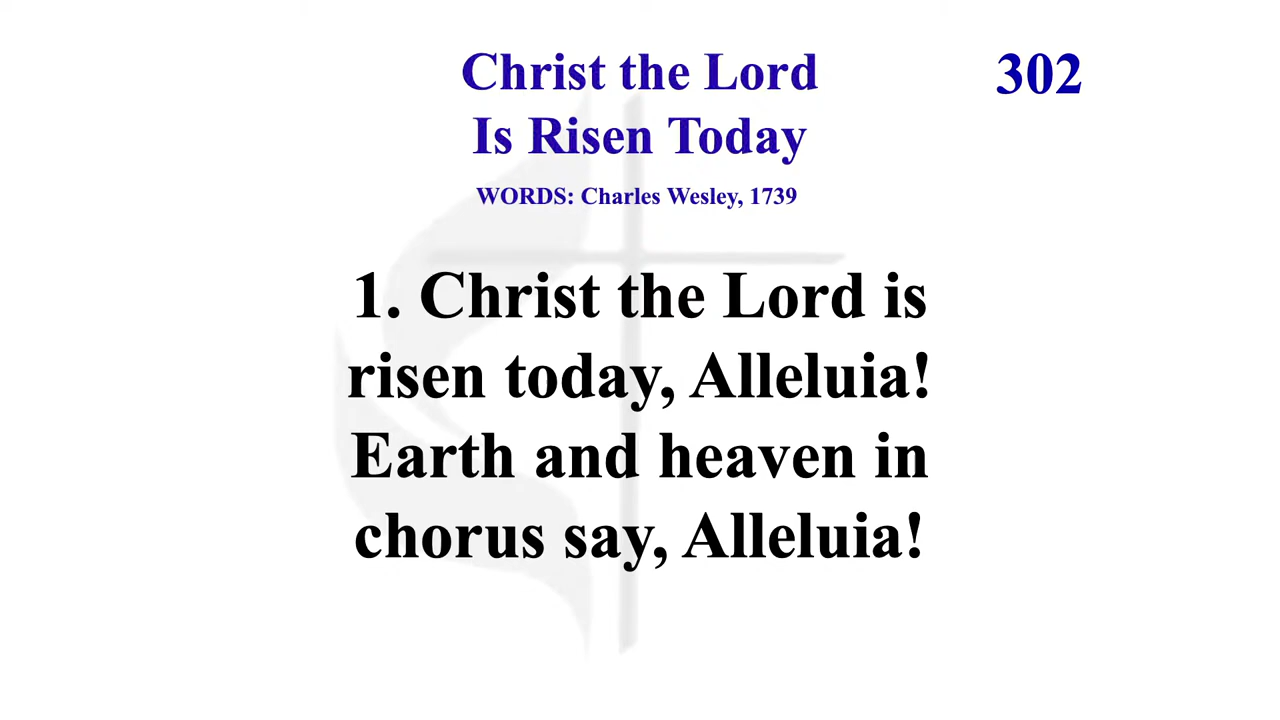 Christ the Lord
302
Is Risen Today
WORDS: Charles Wesley, 1739
1. Christ the Lord is
risen today, Alleluia!
Earth and heaven in
chorus say, Alleluia!